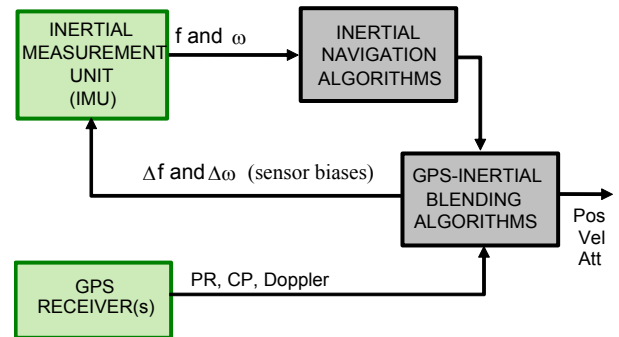 INERTIAL
MEASUREMENT
UNIT
(IMU)
f and ω
INERTIAL
NAVIGATION
ALGORITHMS
Δf and Δω (sensor biases)
GPS-INERTIAL
BLENDING
ALGORITHMS
Pos
Vel
Att
GPS
RECEIVER(s)
PR, CP, Doppler